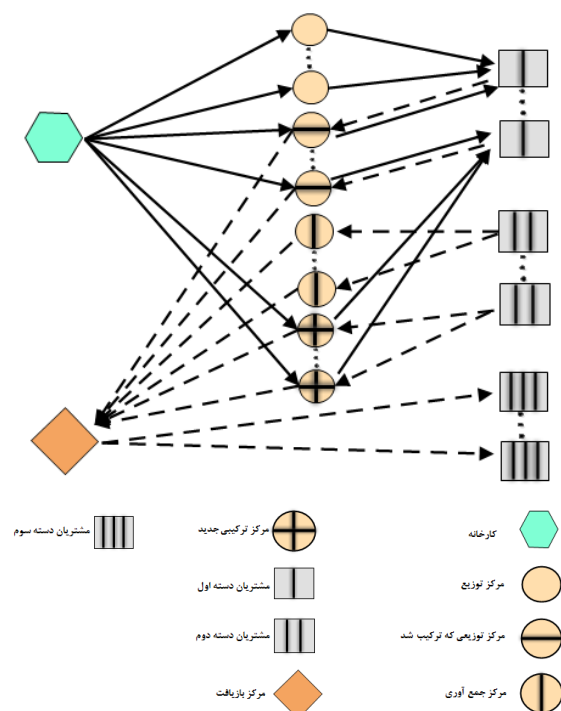 کارخانه
مرکز ترکیبی جدید
مشتریان دسته سوم
مرکز توزیع
مشتریان دسته اول
مرکز توزیعی که ترکیب شد
مشتریان دسته دوم
مرکز جمع آوری
مرکز بازیافت